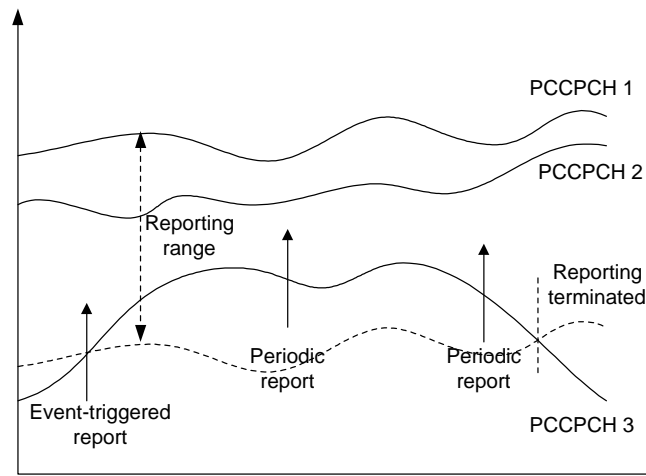 PCCPCH 1
PCCPCH 2
Reporting
range
Reporting
terminated
Periodic
report
Periodic
report
Event-triggered
report
PCCPCH 3